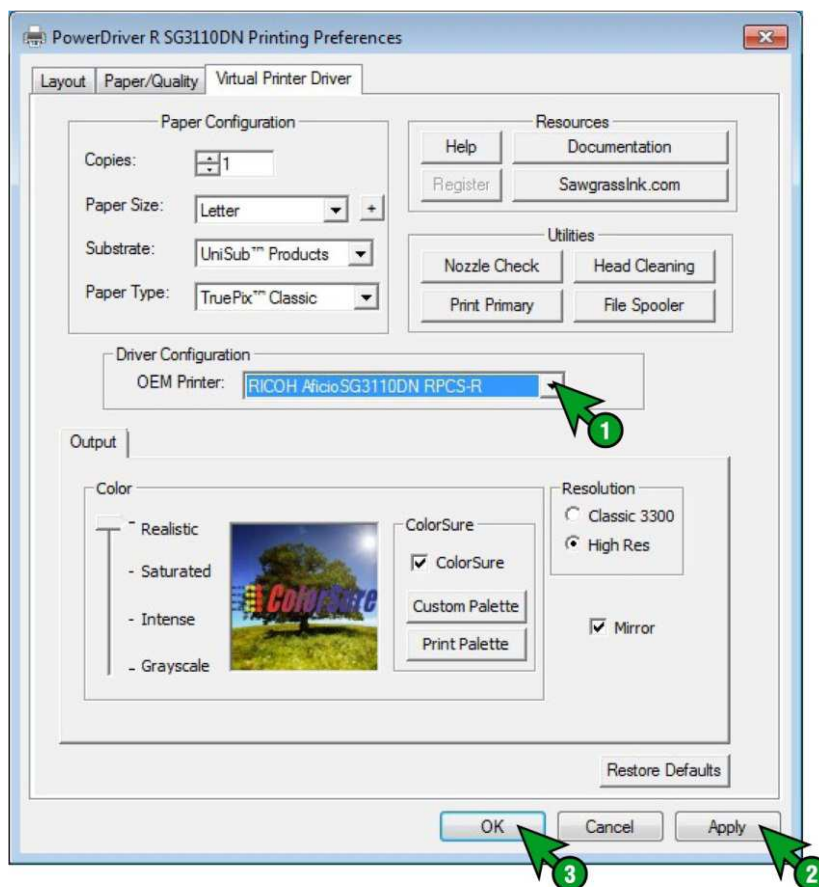 PowerDriver R SG3110DN Printing Preferences
Layout
Paper/Quality
Virtual Printer Driver
Paper Configuration
Copies:
1
Paper Size:
Letter
+
Substrate:
UniSub™ Products
Paper Type:
TruePix™ Classic
Resources
Help
Documentation
Register
SawgrassInk.com
Utilities
Nozzle Check
Head Cleaning
Print Primary
File Spooler
Driver Configuration
OEM Printer:
RICOH AficioSG3110DN RPCS-R
1
Output
Color
Realistic
Saturated
Intense
Grayscale
ColorSure
ColorSure
ColorSure
Custom Palette
Print Palette
Resolution
Classic 3300
High Res
Mirror
Restore Defaults
OK
Cancel
Apply
3
2